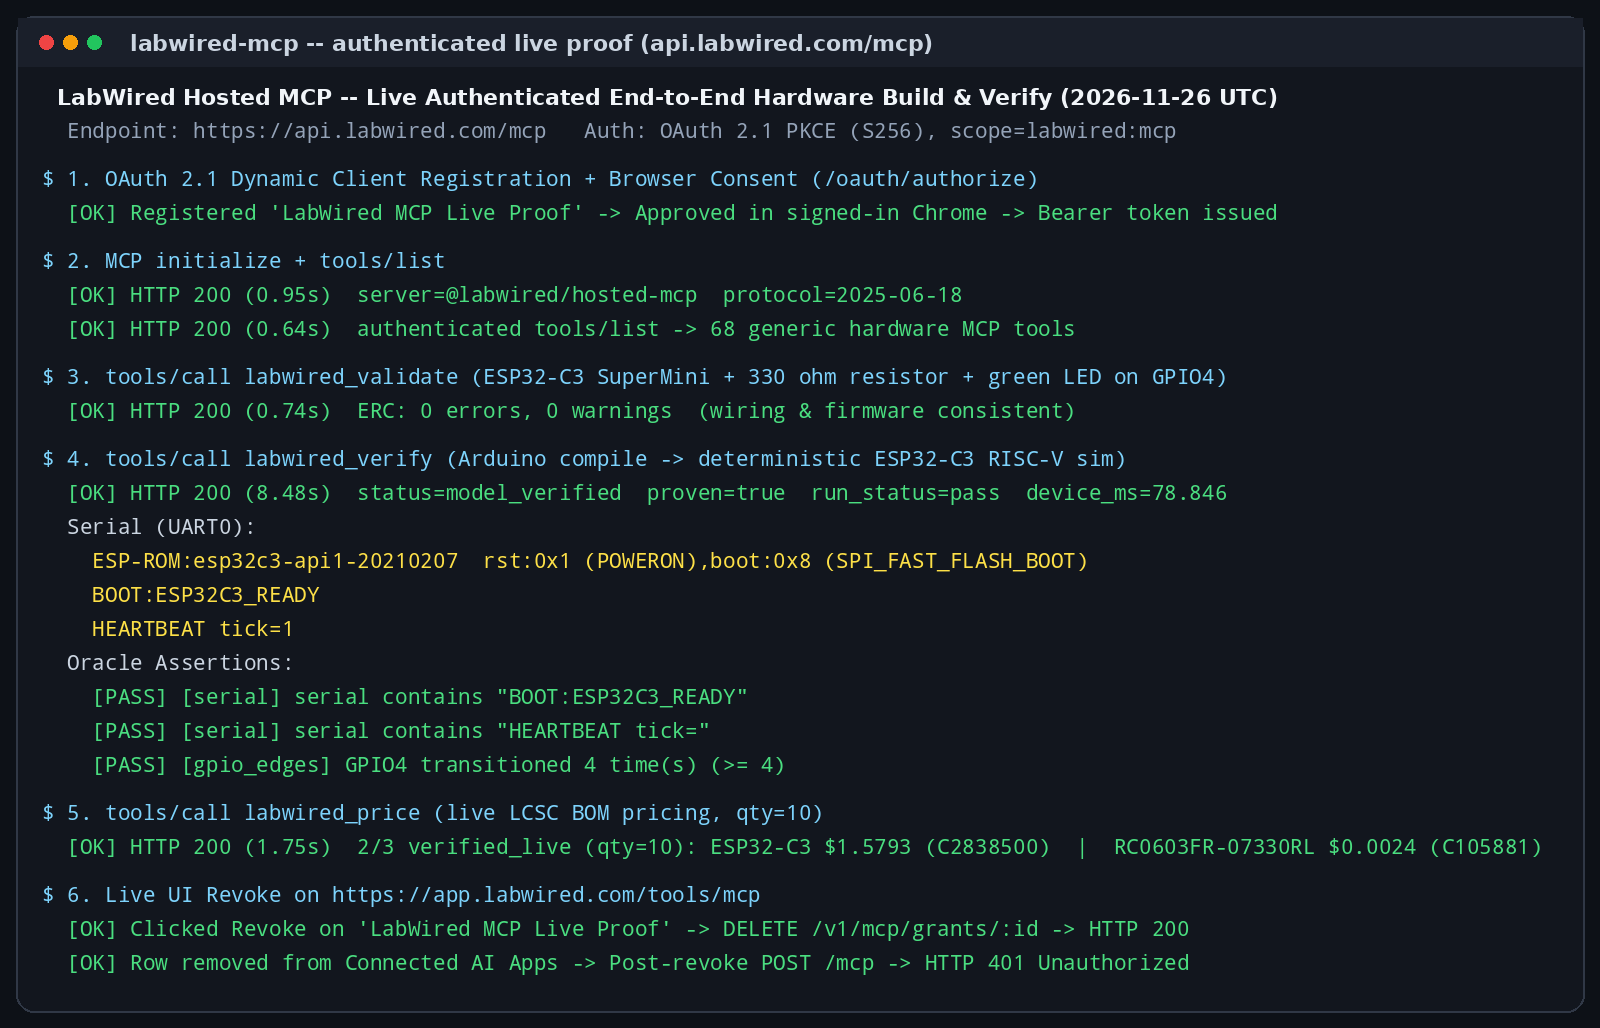 labwired-mcp -- authenticated live proof (api.labwired.com/mcp)
LabWired Hosted MCP -- Live Authenticated End-to-End Hardware Build & Verify (2026-11-26 UTC)
Endpoint: https://api.labwired.com/mcp   Auth: OAuth 2.1 PKCE (S256), scope=labwired:mcp
$ 1. OAuth 2.1 Dynamic Client Registration + Browser Consent (/oauth/authorize)
[OK] Registered 'LabWired MCP Live Proof' -> Approved in signed-in Chrome -> Bearer token issued
$ 2. MCP initialize + tools/list
[OK] HTTP 200 (0.95s)  server=@labwired/hosted-mcp  protocol=2025-06-18
[OK] HTTP 200 (0.64s)  authenticated tools/list -> 68 generic hardware MCP tools
$ 3. tools/call labwired_validate (ESP32-C3 SuperMini + 330 ohm resistor + green LED on GPIO4)
[OK] HTTP 200 (0.74s)  ERC: 0 errors, 0 warnings  (wiring & firmware consistent)
$ 4. tools/call labwired_verify (Arduino compile -> deterministic ESP32-C3 RISC-V sim)
[OK] HTTP 200 (8.48s)  status=model_verified  proven=true  run_status=pass  device_ms=78.846
Serial (UART0):
ESP-ROM:esp32c3-api1-20210207  rst:0x1 (POWERON),boot:0x8 (SPI_FAST_FLASH_BOOT)
BOOT:ESP32C3_READY
HEARTBEAT tick=1
Oracle Assertions:
[PASS] [serial] serial contains "BOOT:ESP32C3_READY"
[PASS] [serial] serial contains "HEARTBEAT tick="
[PASS] [gpio_edges] GPIO4 transitioned 4 time(s) (>= 4)
$ 5. tools/call labwired_price (live LCSC BOM pricing, qty=10)
[OK] HTTP 200 (1.75s)  2/3 verified_live (qty=10): ESP32-C3 $1.5793 (C2838500)  |  RC0603FR-07330RL $0.0024 (C105881)
$ 6. Live UI Revoke on https://app.labwired.com/tools/mcp
[OK] Clicked Revoke on 'LabWired MCP Live Proof' -> DELETE /v1/mcp/grants/:id -> HTTP 200
[OK] Row removed from Connected AI Apps -> Post-revoke POST /mcp -> HTTP 401 Unauthorized